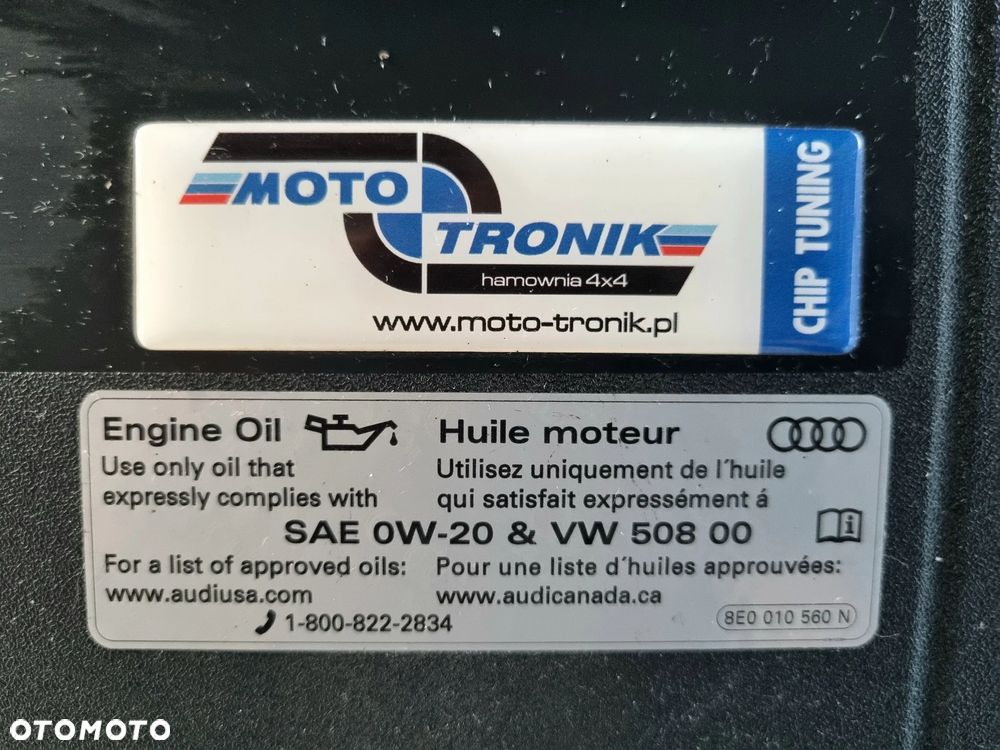 MOTO
TRONIK
hamownia 4x4
www.moto-tronik.pl
CHIP TUNING
Engine Oil
Use only oil that
expressly complies with
Huile moteur
Utilisez uniquement de l'huile
qui satisfait expressément á
SAE 0W-20 & VW 508 00
For a list of approved oils:
www.audiusa.com
Pour une liste d'huiles approuvées:
www.audicanada.ca
1-800-822-2834
8E0 010 560 N
OTOMOTO